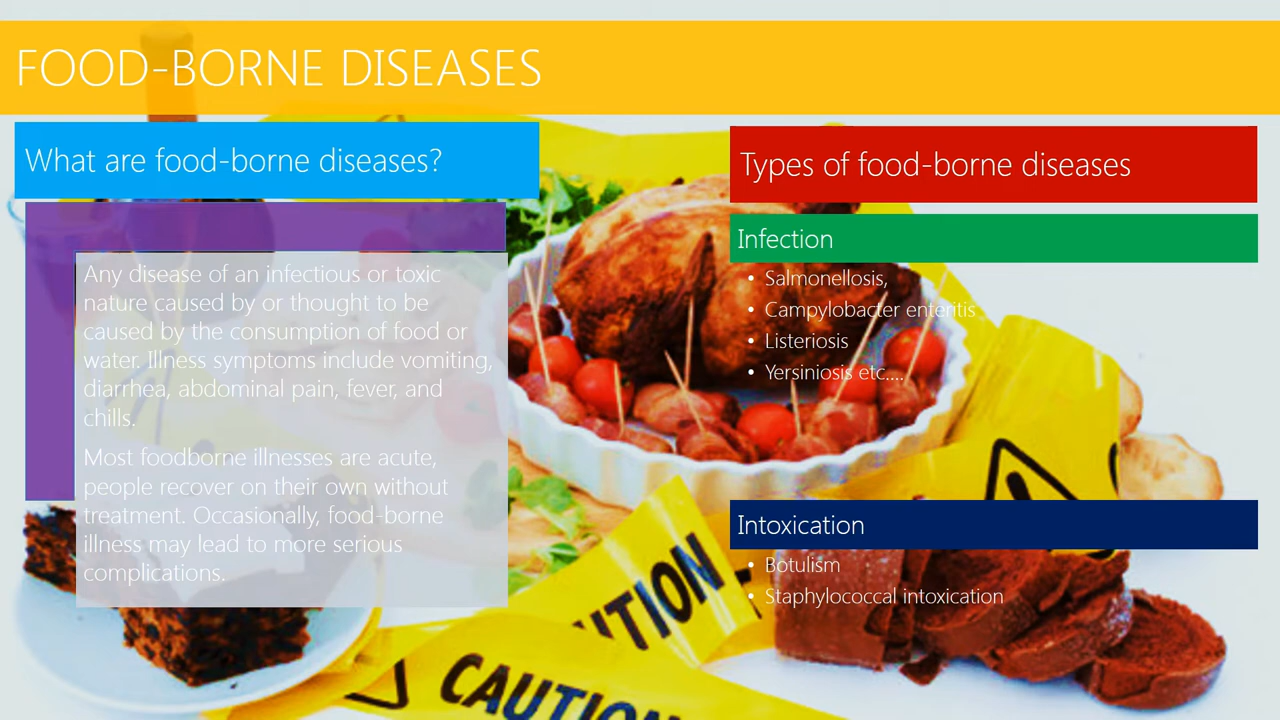 FOOD-BORNE DISEASES
What are food-borne diseases?
Any disease of an infectious or toxic
nature caused by or thought to be
caused by the consumption of food or
water. Illness symptoms include vomiting,
diarrhea, abdominal pain, fever, and
chills.
Most foodborne illnesses are acute,
people recover on their own without
treatment. Occasionally, food-borne
illness may lead to more serious
complications.
Types of food-borne diseases
Infection
• Salmonellosis,
• Campylobacter enteritis
• Listeriosis
• Yersiniosis etc....
Intoxication
• Botulism
• Staphylococcal intoxication
UTION
CAUTION